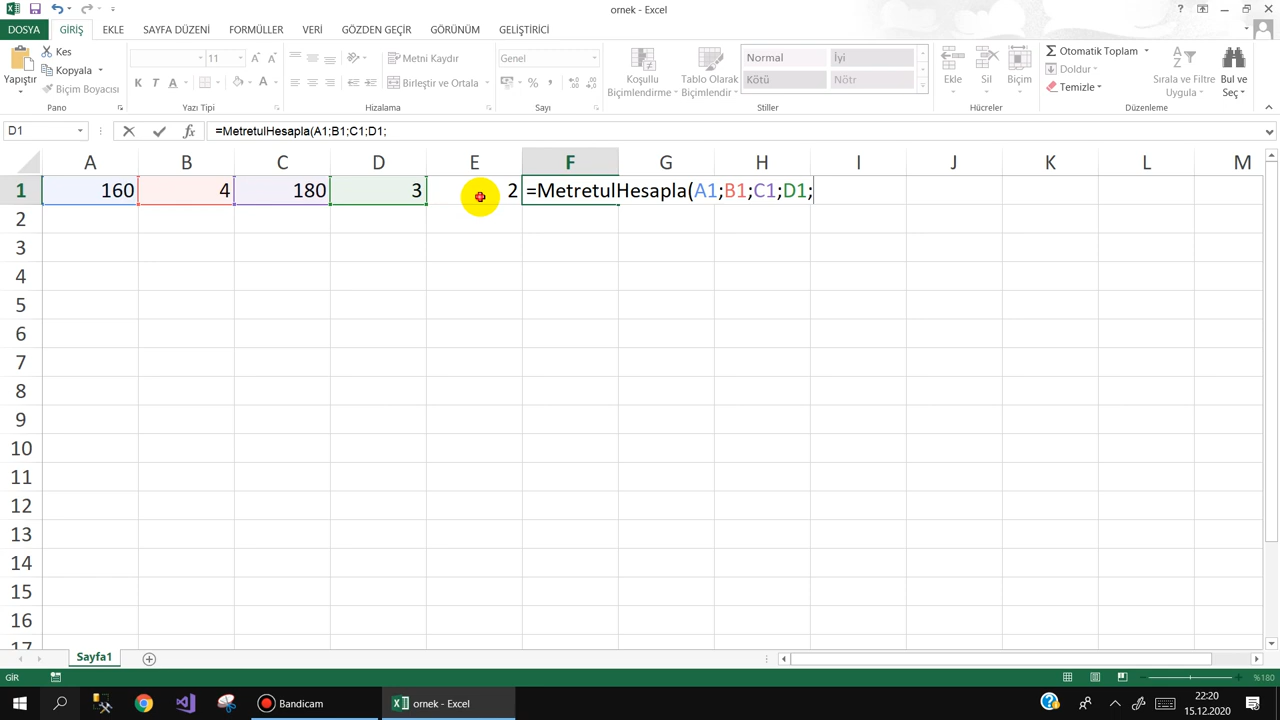 ornek - Excel
DOSYA GİRİŞ EKLE SAYFA DÜZENİ FORMÜLLER VERİ GÖZDEN GEÇİR GÖRÜNÜM GELİŞTİRİCİ
Yapıştır
Kes
Kopyala
Biçim Boyacısı
Pano
11
K T A
Yazı Tipi
Metni Kaydır
Birleştir ve Ortala
Hizalama
Genel
%
Sayı
Koşullu
Biçimlendirme
Tablo Olarak
Biçimlendir
Normal İyi
Kötü Nötr
Stiller
Ekle Sil Biçim
Hücreler
Otomatik Toplam
Doldur
Temizle
Sırala ve Filtre
Uygula
Bul ve
Seç
Düzenleme
D1 fx =MetretulHesapla(A1;B1;C1;D1;
A B C D E F G H I J K L M
1 160 4 180 3 2 =MetretulHesapla(A1;B1;C1;D1;
2
3
4
5
6
7
8
9
10
11
12
13
14
15
16
17
Sayfa1
GİR %180
Bandicam ornek - Excel 22:20
15.12.2020